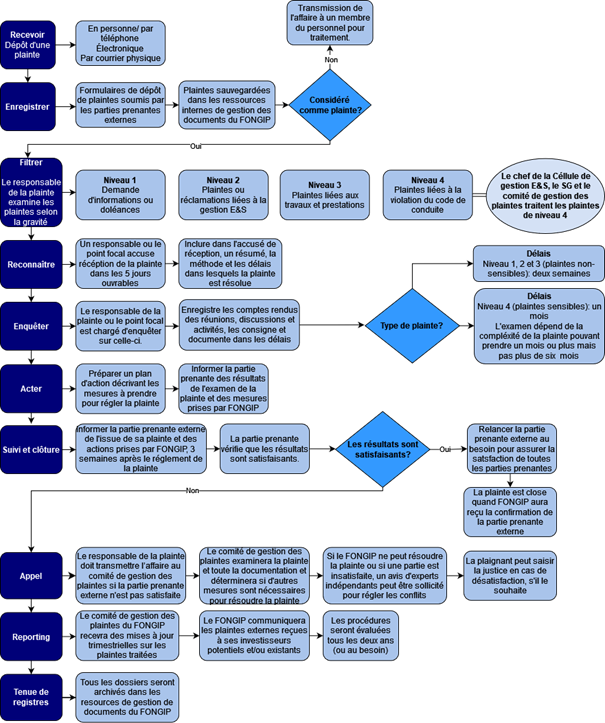 Recevoir
Dépôt d'une
plainte
En personne/ par
téléphone
Électronique
Par courrier physique
Transmission de
l'affaire à un membre
du personnel pour
traitement.
Non
Enregistrer
Formulaires de dépôt
de plaintes soumis par
les parties prenantes
externes
Plaintes sauvegardées
dans les ressources
internes de gestion des
documents du FONGIP
Considéré
comme plainte?
Oui
Filtrer
Le responsable
de la plainte
examine les
plaintes selon
la gravité
Niveau 1
Demande
d'informations ou
doléances
Niveau 2
Plaintes ou
réclamations liées à la
gestion E&S
Niveau 3
Plaintes liées aux
travaux et prestations
Niveau 4
Plaintes liées à la
violation du code de
conduite
Le chef de la Céllule de
gestion E&S, le SG et le
comité de gestion des
plaintes traitent les plaintes
de niveau 4
Reconnaître
Un responsable ou le
point focal accuse
récéption de la plainte
dans les 5 jours
ouvrables
Inclure dans l'accusé de
réception, un résumé, la
méthode et les délais
dans lesquels la plainte
est résolue
Délais
Niveau 1, 2 et 3 (plaintes non-
sensibles): deux semaines
Enquêter
Le responsable de la
plainte ou le point focal
est chargé d'enquêter
sur celle-ci.
Enregistre les comptes rendus
des réunions, discussions et
activités, les consigne et
documente dans les délais
Type de plainte?
Délais
Niveau 4 (plaintes sensibles): un
mois
L'examen dépend de la
compléxité de la plainte pouvant
prendre un mois ou plus mais
pas plus de six mois
Acter
Préparer un plan
d'action décrivant les
mesures à prendre
pour régler la plainte
Informer la partie
prenante des résultats
de l'examen de la
plainte et des mesures
prises par FONGIP
Suivi et clôture
Informer la partie prenante externe
de l'issue de sa plainte et des
actions prises par FONGIP, 3
semaines après le réglement de
la plainte
La partie prenante
vérifie que les résultats
sont satisfaisants.
Les résultats sont
satisfaisants?
Oui
Relancer la partie
prenante externe au
besoin pour assurer la
satisfaction de toutes
les parties prenantes
La plainte est close
quand FONGIP aura
reçu la confirmation de
la partie prenante
externe
Non
Appel
Le responsable de la plainte
doit transmettre l'affaire au
comité de gestion des
plaintes si la partie prenante
externe n'est pas satisfaite
Le comité de gestion des
plaintes examinera la plainte
et toute la documentation et
déterminera si d'autres
mesures sont nécessaires
pour résoudre la plainte
Si le FONGIP ne peut résoudre
la plainte ou si une partie est
insatisfaite, un avis d'experts
indépendants peut être sollicité
pour régler les conflits
La plaignant peut saisir
la justice en cas de
désatisfaction, s'il le
souhaite
Reporting
Le comité de gestion des
plaintes du FONGIP
recevra des mises à jour
trimestrielles sur les
plaintes traitées
Le FONGIP communiquera
les plaintes externes reçues
à ses investisseurs
potentiels et/ou existants
Les procédures
seront évaluées
tous les deux ans
(ou au besoin)
Tenue de
registres
Tous les dossiers seront
archivés dans les
resources de gestion de
documents du FONGIP